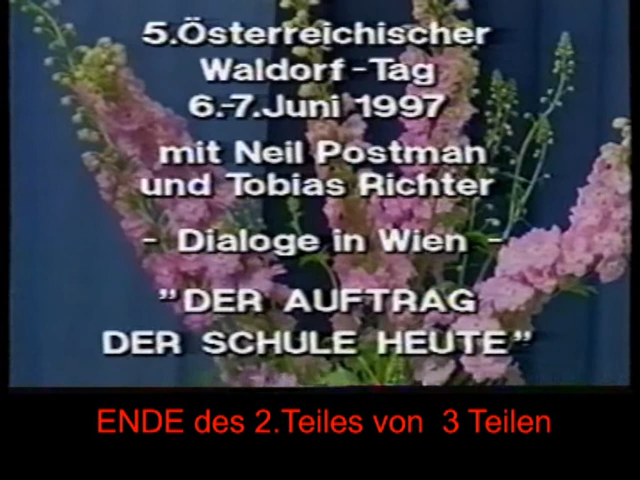 5.Österreichischer
Waldorf-Tag
6.-7.Juni 1997
mit Neil Postman
und Tobias Richter
- Dialoge in Wien -
"DER AUFTRAG
DER SCHULE HEUTE"
ENDE des 2.Teiles von 3 Teilen